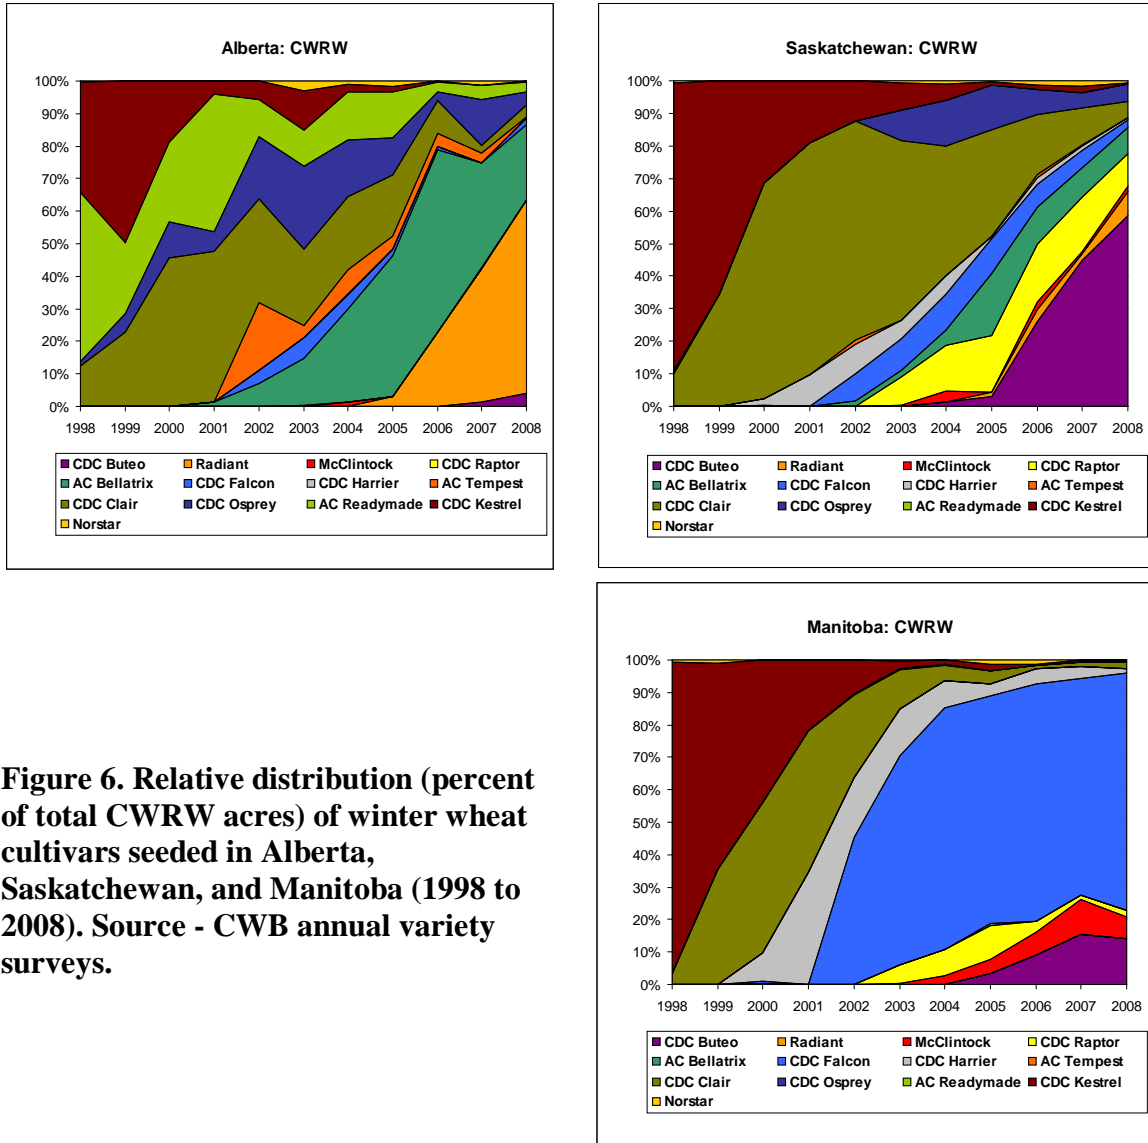 Alberta: CWRW
100%
90%
80%
70%
60%
50%
40%
30%
20%
10%
0%
1998 1999 2000 2001 2002 2003 2004 2005 2006 2007 2008
CDC Buteo Radiant McClintock CDC Raptor
AC Bellatrix CDC Falcon CDC Harrier AC Tempest
CDC Clair CDC Osprey AC Readymade CDC Kestrel
Norstar
Saskatchewan: CWRW
100%
90%
80%
70%
60%
50%
40%
30%
20%
10%
0%
1998 1999 2000 2001 2002 2003 2004 2005 2006 2007 2008
CDC Buteo Radiant McClintock CDC Raptor
AC Bellatrix CDC Falcon CDC Harrier AC Tempest
CDC Clair CDC Osprey AC Readymade CDC Kestrel
Norstar
Figure 6. Relative distribution (percent
of total CWRW acres) of winter wheat
cultivars seeded in Alberta,
Saskatchewan, and Manitoba (1998 to
2008). Source - CWB annual variety
surveys.
Manitoba: CWRW
100%
90%
80%
70%
60%
50%
40%
30%
20%
10%
0%
1998 1999 2000 2001 2002 2003 2004 2005 2006 2007 2008
CDC Buteo Radiant McClintock CDC Raptor
AC Bellatrix CDC Falcon CDC Harrier AC Tempest
CDC Clair CDC Osprey AC Readymade CDC Kestrel
Norstar